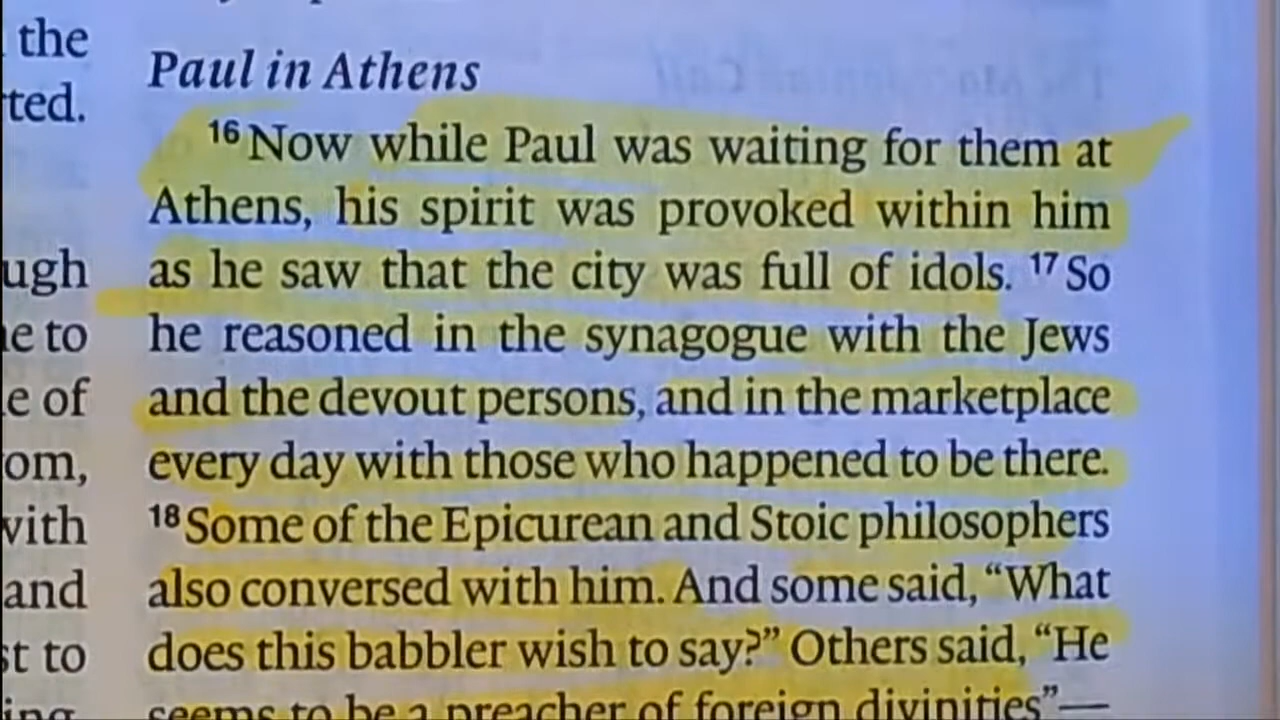 the
ted.
ugh
e to
e of
om,
with
and
st to
ing
Paul in Athens
16 Now while Paul was waiting for them at
Athens, his spirit was provoked within him
as he saw that the city was full of idols. 17 So
he reasoned in the synagogue with the Jews
and the devout persons, and in the marketplace
every day with those who happened to be there.
18 Some of the Epicurean and Stoic philosophers
also conversed with him. And some said, “What
does this babbler wish to say?” Others said, “He
seems to be a preacher of foreign divinities”—